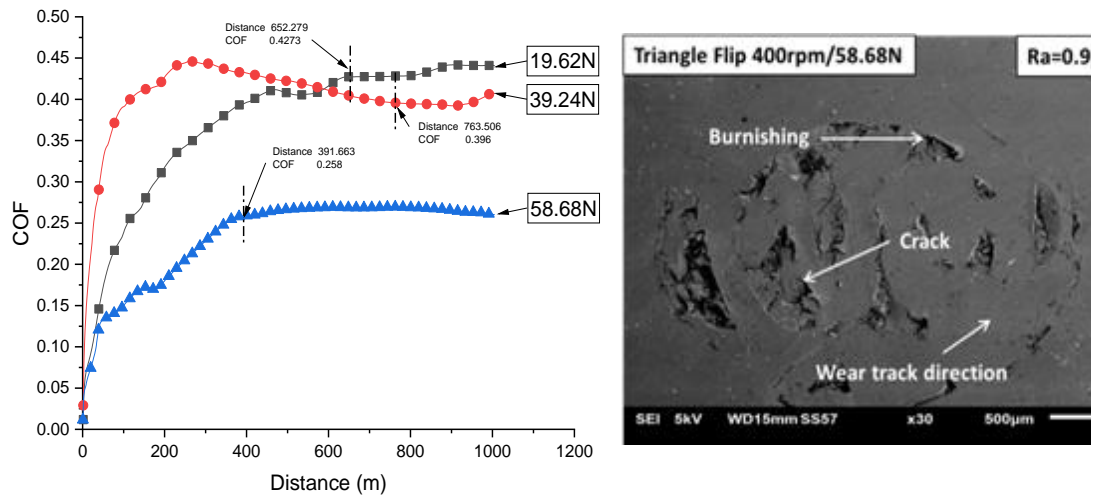 0.50
0.45
0.40
0.35
0.30
0.25
0.20
0.15
0.10
0.05
0.00
COF
0
200
400
600
800
1000
1200
Distance (m)
Distance 652.279
COF 0.4273
19.62N
39.24N
Distance 763.506
COF 0.396
Distance 391.663
COF 0.258
58.68N
Triangle Flip 400rpm/58.68N
Ra=0.9
Burnishing
Crack
Wear track direction
SEI 5kV WD15mm SS57 x30 500μm